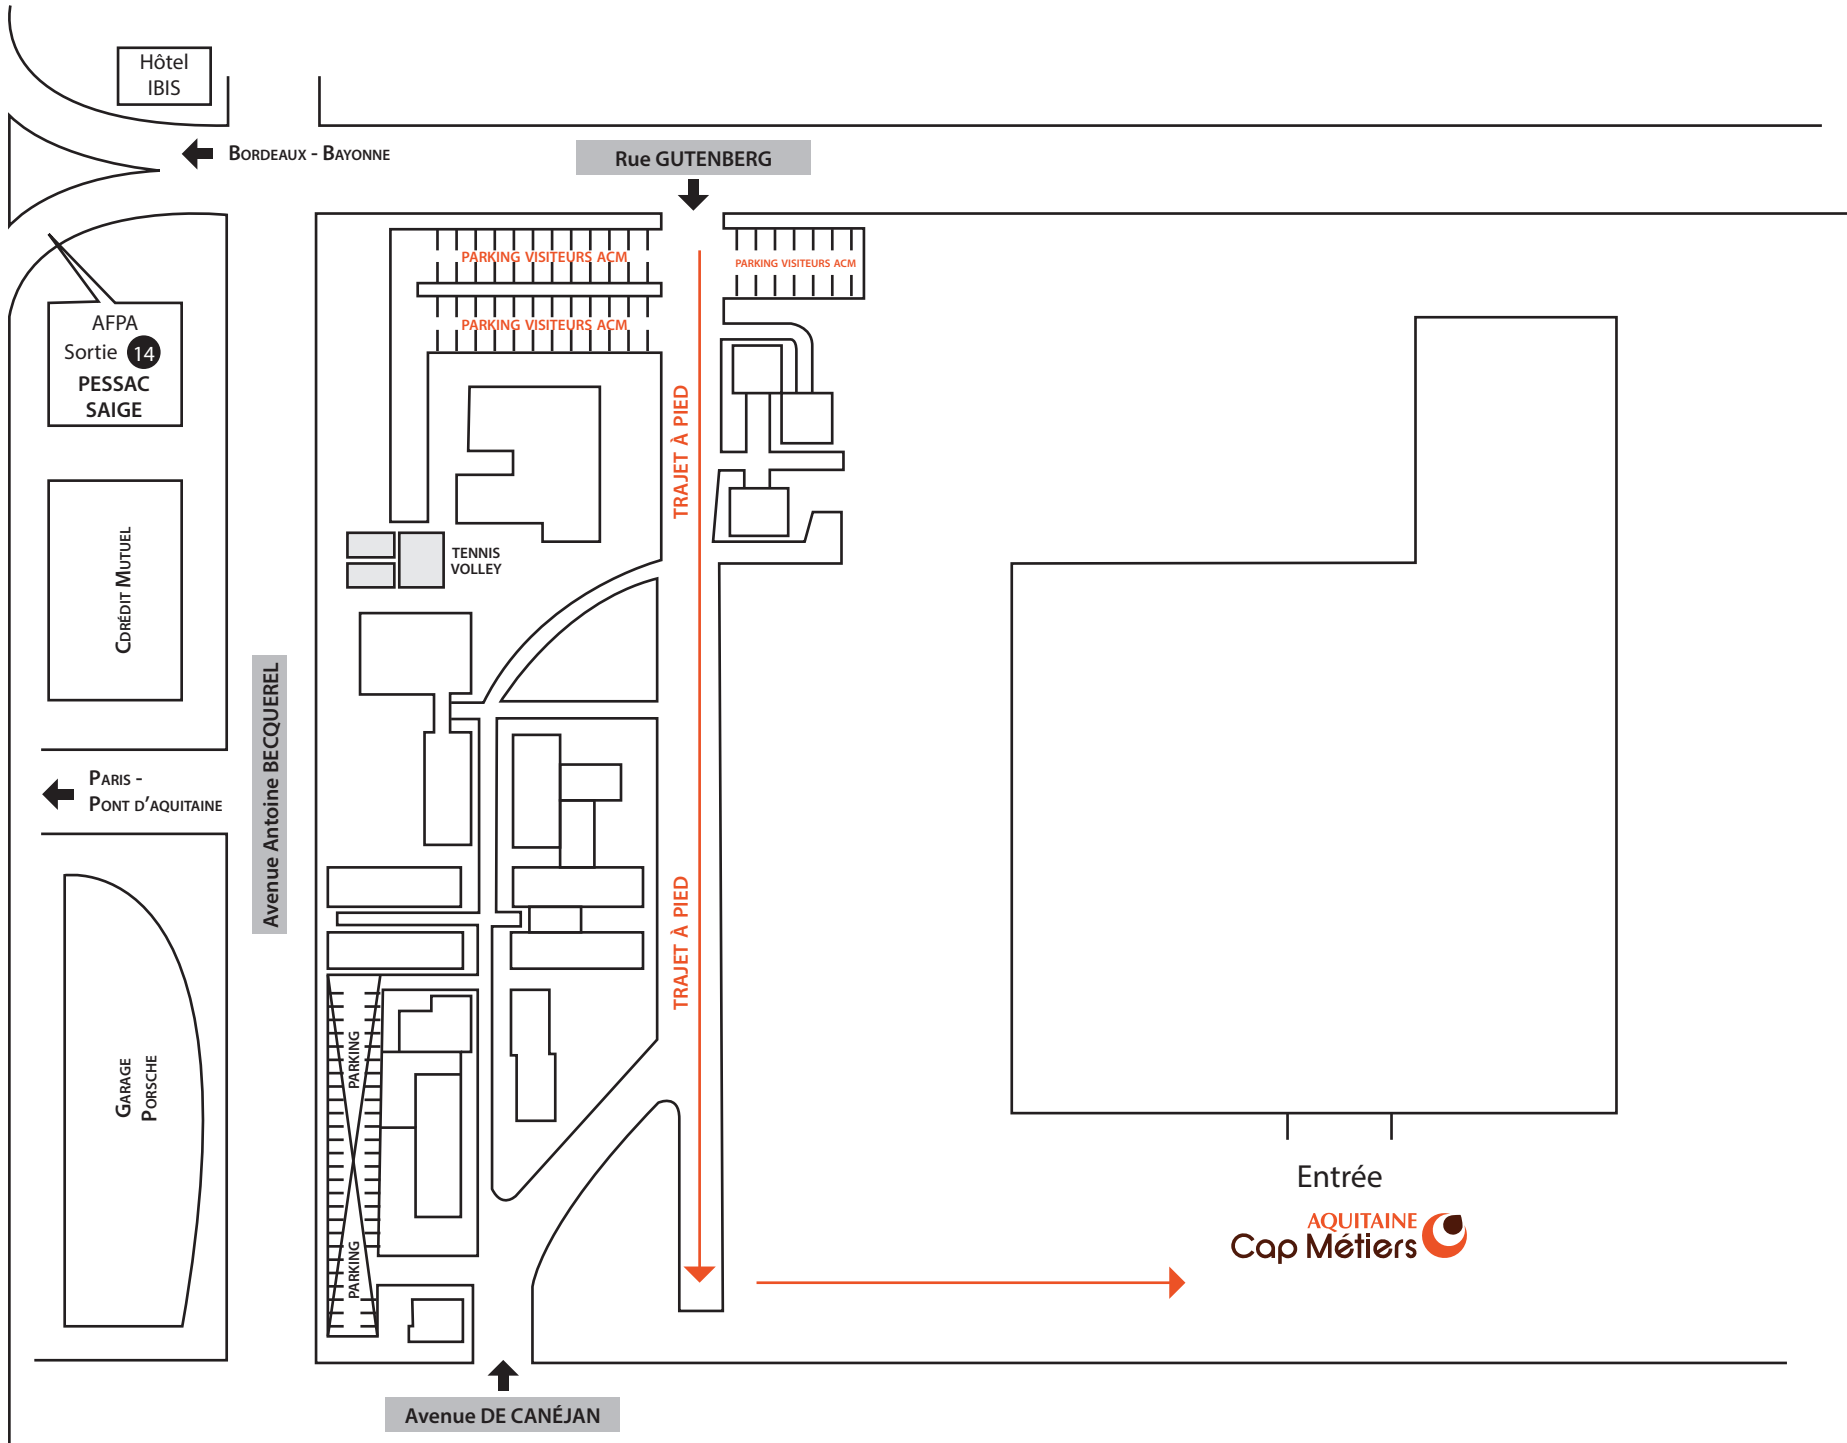 Hôtel
IBIS
BORDEAUX - BAYONNE
Rue GUTENBERG
PARKING VISITEURS ACM
PARKING VISITEURS ACM
PARKING VISITEURS ACM
AFPA
Sortie 14
PESSAC
SAIGE
TRAJET À PIED
CDRÉDIT MUTUEL
TENNIS
VOLLEY
Avenue Antoine BECQUEREL
PARIS -
PONT D'AQUITAINE
TRAJET À PIED
GARAGE
PORSCHE
PARKING
PARKING
Entrée
AQUITAINE
Cap Métiers
Avenue DE CANÉJAN